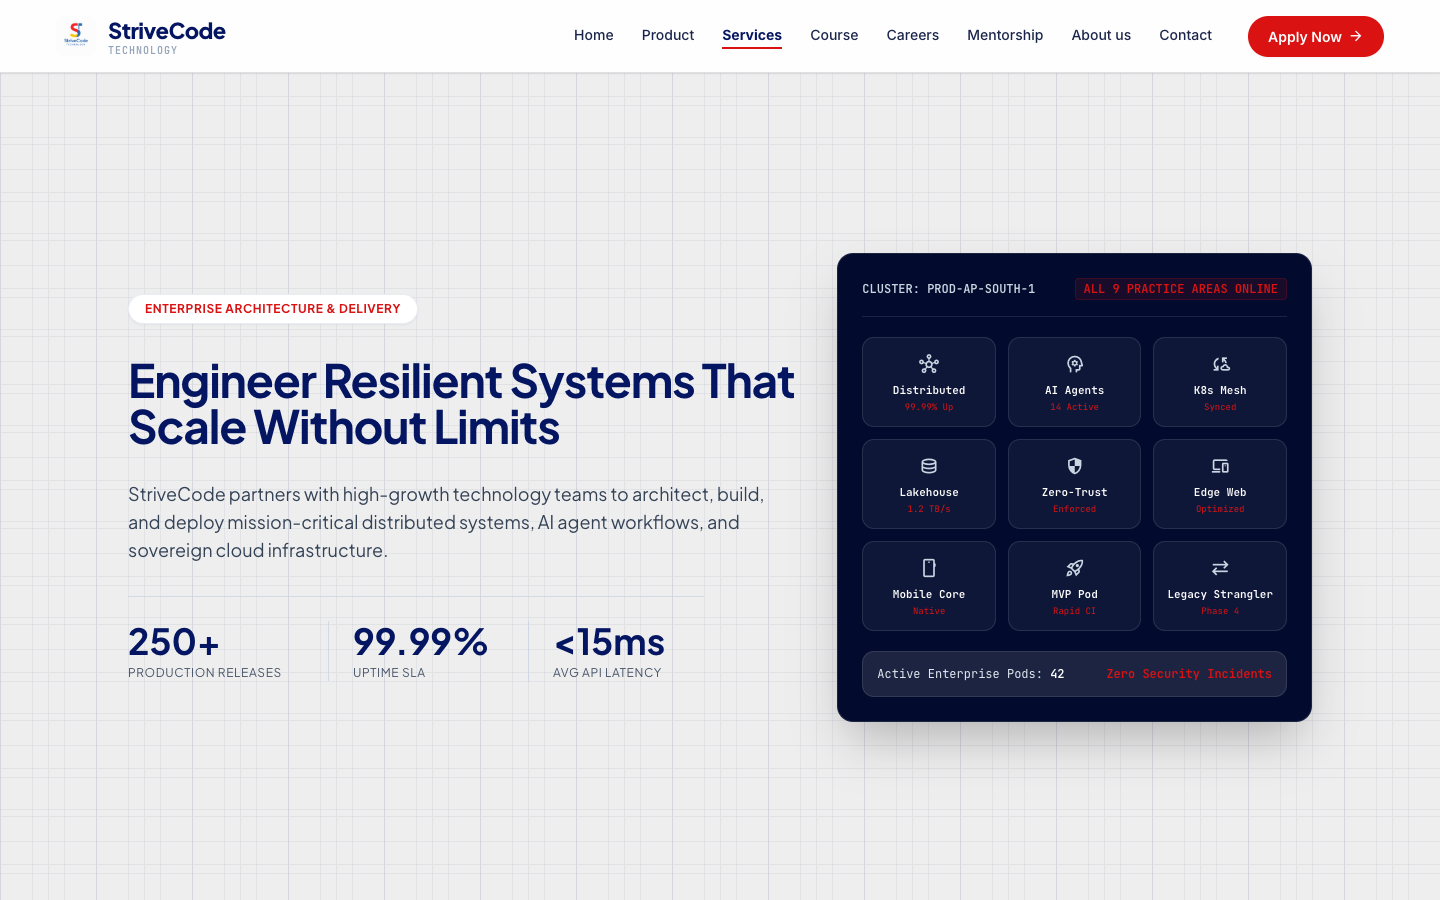 StriveCode
TECHNOLOGY
StriveCode
TECHNOLOGY
Home
Product
Services
Course
Careers
Mentorship
About us
Contact
Apply Now
ENTERPRISE ARCHITECTURE & DELIVERY
Engineer Resilient Systems That
Scale Without Limits
StriveCode partners with high-growth technology teams to architect, build,
and deploy mission-critical distributed systems, AI agent workflows, and
sovereign cloud infrastructure.
250+
PRODUCTION RELEASES
99.99%
UPTIME SLA
<15ms
AVG API LATENCY
CLUSTER: PROD-AP-SOUTH-1
ALL 9 PRACTICE AREAS ONLINE
Distributed
99.99% Up
AI Agents
14 Active
K8s Mesh
Synced
Lakehouse
1.2 TB/s
Zero-Trust
Enforced
Edge Web
Optimized
Mobile Core
Native
MVP Pod
Rapid CI
Legacy Strangler
Phase 4
Active Enterprise Pods: 42
Zero Security Incidents